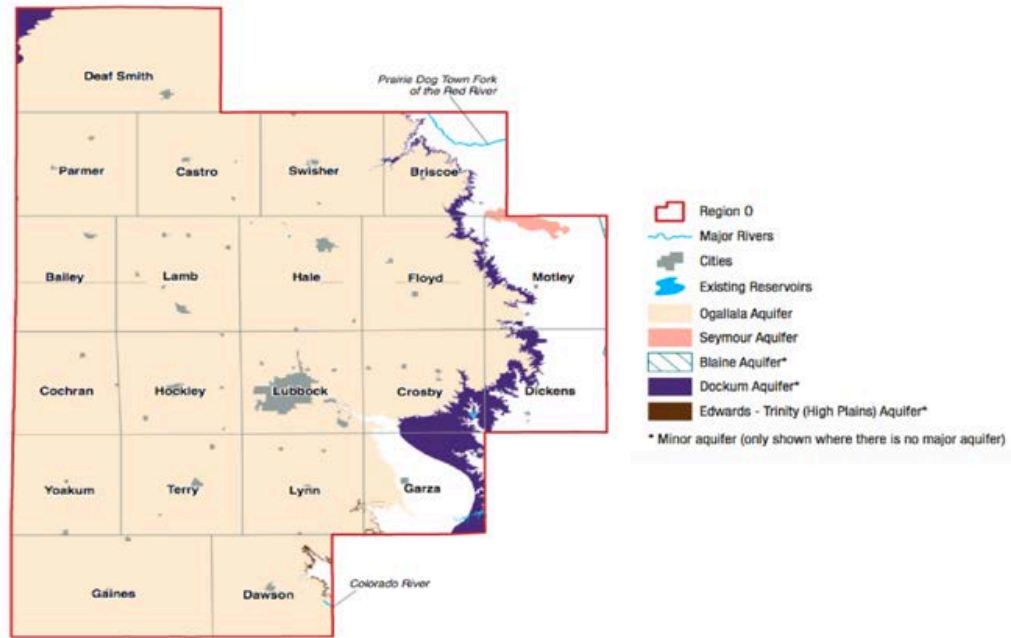 Deaf Smith
Prairie Dog Town Fork
of the Red River
Parmer
Castro
Swisher
Briscoe
Bailey
Lamb
Hale
Floyd
Motley
Cochran
Hockley
Lubbock
Crosby
Dickens
Yoakum
Terry
Lynn
Garza
Gaines
Dawson
Colorado River
Region O
Major Rivers
Cities
Existing Reservoirs
Ogallala Aquifer
Seymour Aquifer
Blaine Aquifer*
Dockum Aquifer*
Edwards - Trinity (High Plains) Aquifer*
* Minor aquifer (only shown where there is no major aquifer)